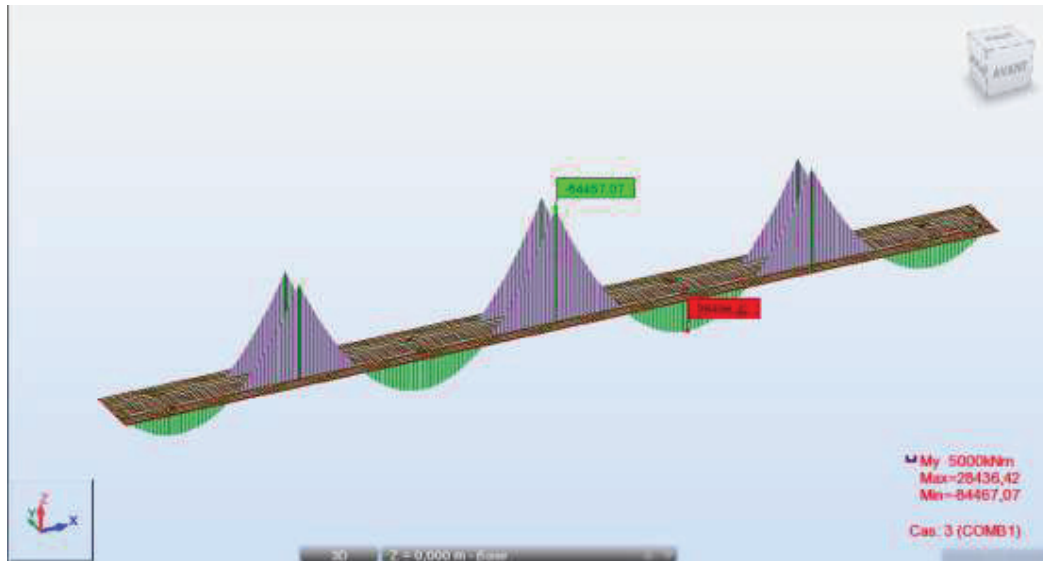 AVANT
-84467,07
My 5000kNm
Max=28436,42
Min=-84467,07
Cas: 3 (COMB1)
Z
Y
X
3D
Z = 0,000 m - Base